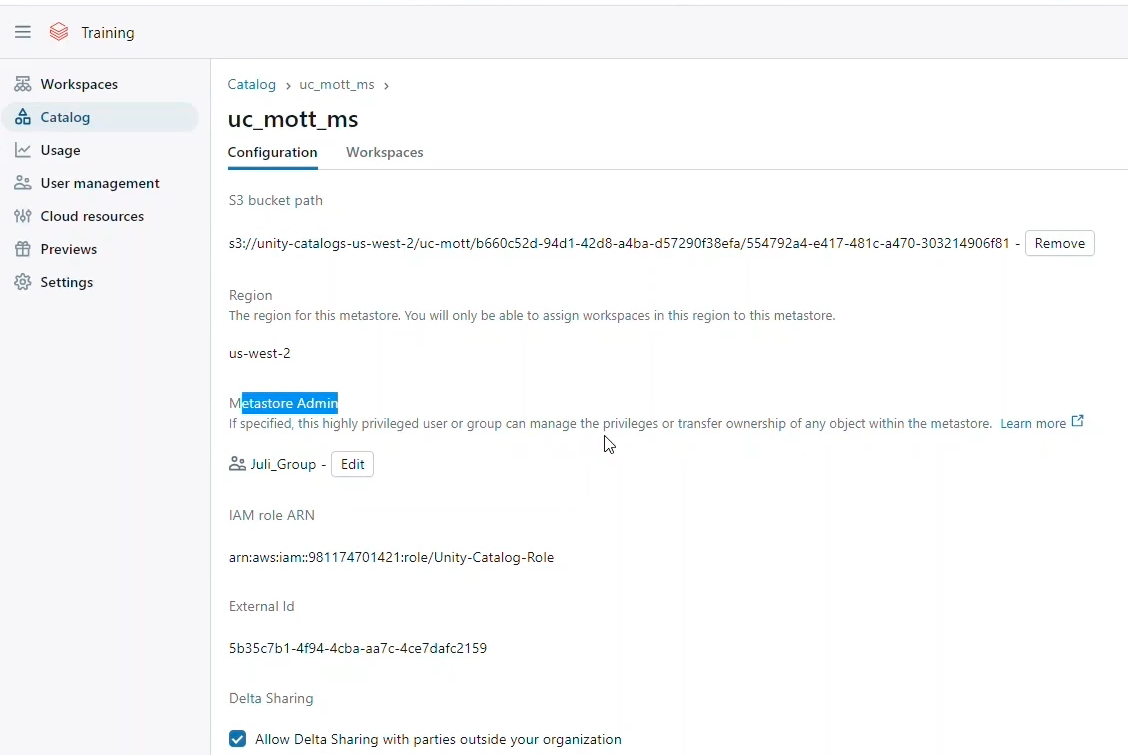 Training
Workspaces
Catalog
Usage
User management
Cloud resources
Previews
Settings
Catalog › uc_mott_ms ›
uc_mott_ms
Configuration Workspaces
S3 bucket path
s3://unity-catalogs-us-west-2/uc-mott/b660c52d-94d1-42d8-a4ba-d57290f38efa/554792a4-e417-481c-a470-303214906f81 - Remove
Region
The region for this metastore. You will only be able to assign workspaces in this region to this metastore.
us-west-2
Metastore Admin
If specified, this highly privileged user or group can manage the privileges or transfer ownership of any object within the metastore. Learn more
Juli_Group - Edit
IAM role ARN
arn:aws:iam::981174701421:role/Unity-Catalog-Role
External Id
5b35c7b1-4f94-4cba-aa7c-4ce7dafc2159
Delta Sharing
Allow Delta Sharing with parties outside your organization